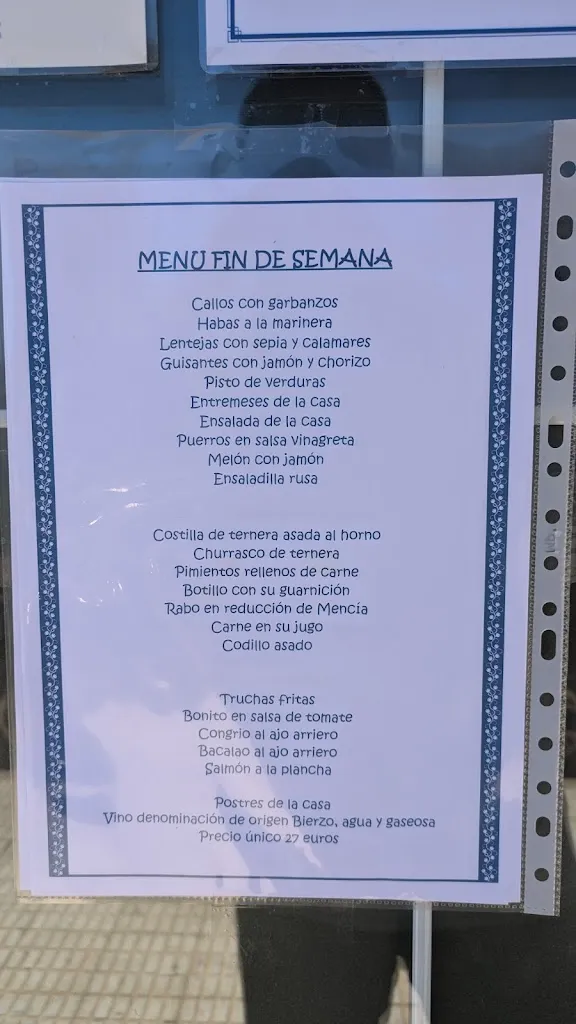 MENU FIN DE SEMANA
Callos con garbanzos
Habas a la marinera
Lentejas con sepia y calamares
Guisantes con jamón y chorizo
Pisto de verduras
Entremeses de la casa
Ensalada de la casa
Puerros en salsa vinagreta
Melón con jamón
Ensaladilla rusa
Costilla de ternera asada al horno
Churrasco de ternera
Pimientos rellenos de carne
Botillo con su guarnición
Rabo en reducción de Mencía
Carne en su jugo
Codillo asado
Truchas fritas
Bonito en salsa de tomate
Congrio al ajo arriero
Bacalao al ajo arriero
Salmón a la plancha
Postres de la casa
Vino denominación de origen Bierzo, agua y gaseosa
Precio único 27 euros